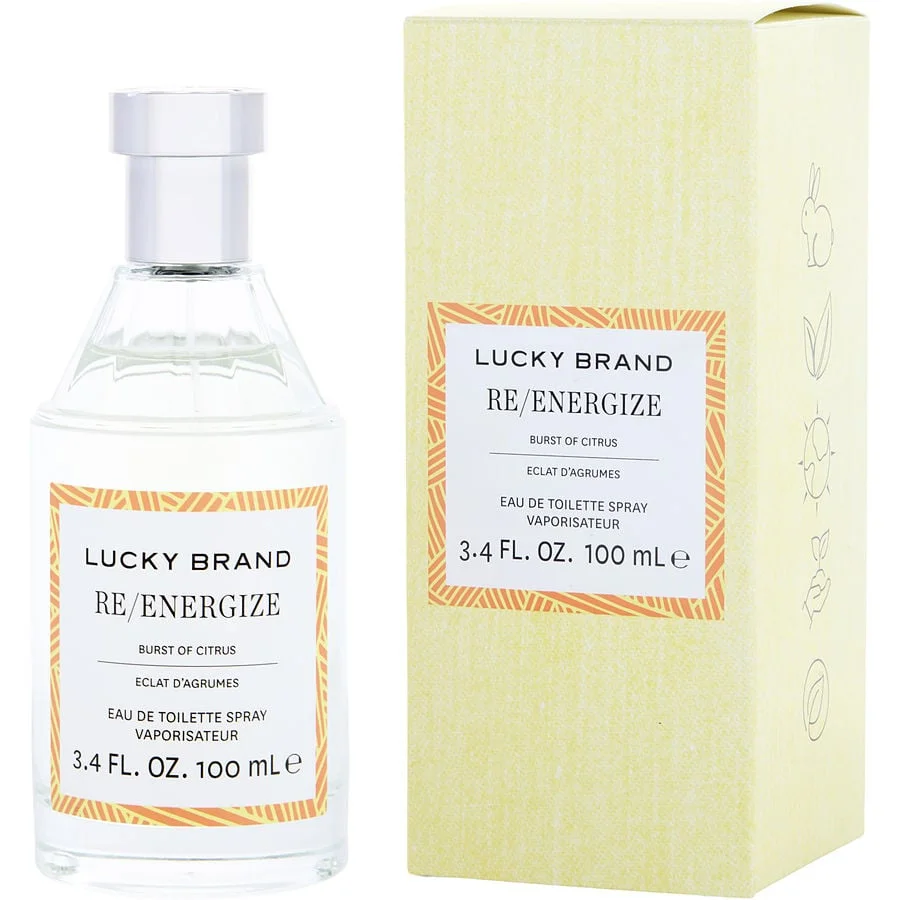 LUCKY BRAND
RE/ENERGIZE
BURST OF CITRUS
ECLAT D'AGRUMES
EAU DE TOILETTE SPRAY
VAPORISATEUR
3.4 FL. OZ. 100 mL ℮
LUCKY BRAND
RE/ENERGIZE
BURST OF CITRUS
ECLAT D'AGRUMES
EAU DE TOILETTE SPRAY
VAPORISATEUR
3.4 FL. OZ. 100 mL ℮